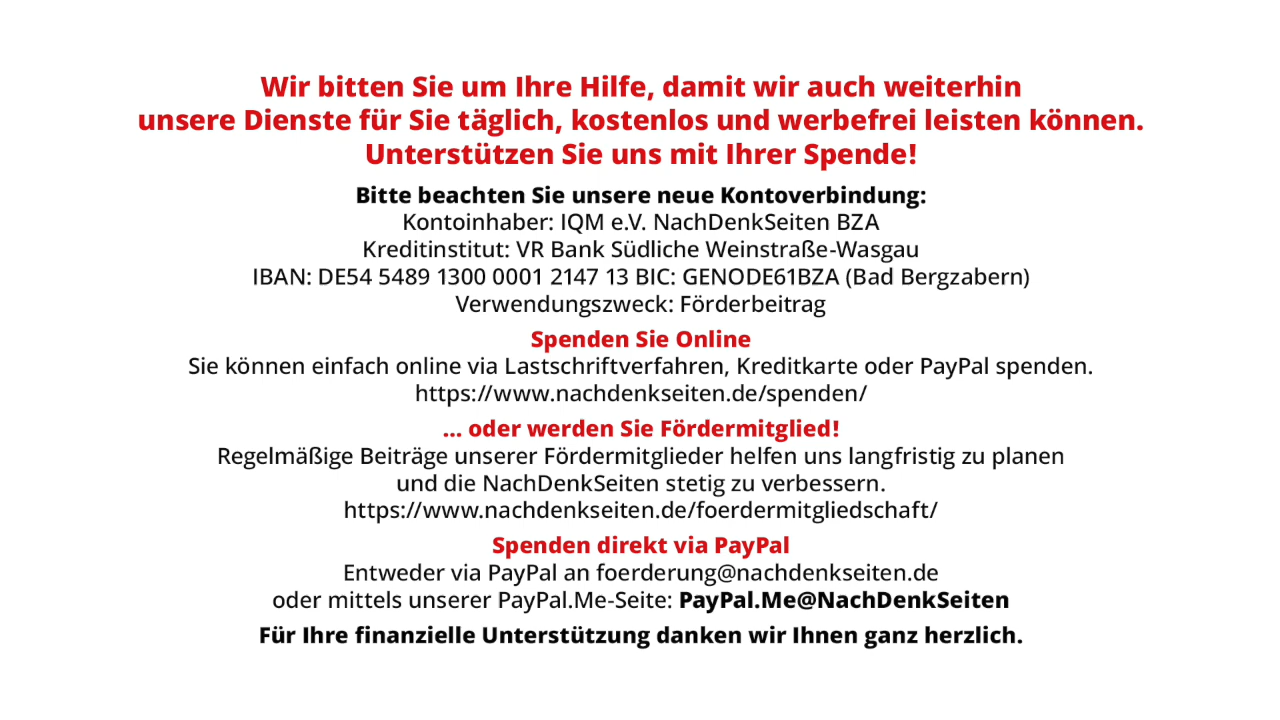 Wir bitten Sie um Ihre Hilfe, damit wir auch weiterhin
unsere Dienste für Sie täglich, kostenlos und werbefrei leisten können.
Unterstützen Sie uns mit Ihrer Spende!
Bitte beachten Sie unsere neue Kontoverbindung:
Kontoinhaber: IQM e.V. NachDenkSeiten BZA
Kreditinstitut: VR Bank Südliche Weinstraße-Wasgau
IBAN: DE54 5489 1300 0001 2147 13 BIC: GENODE61BZA (Bad Bergzabern)
Verwendungszweck: Förderbeitrag
Spenden Sie Online
Sie können einfach online via Lastschriftverfahren, Kreditkarte oder PayPal spenden.
https://www.nachdenkseiten.de/spenden/
... oder werden Sie Fördermitglied!
Regelmäßige Beiträge unserer Fördermitglieder helfen uns langfristig zu planen
und die NachDenkSeiten stetig zu verbessern.
https://www.nachdenkseiten.de/foerdermitgliedschaft/
Spenden direkt via PayPal
Entweder via PayPal an foerderung@nachdenkseiten.de
oder mittels unserer PayPal.Me-Seite: PayPal.Me@NachDenkSeiten
Für Ihre finanzielle Unterstützung danken wir Ihnen ganz herzlich.